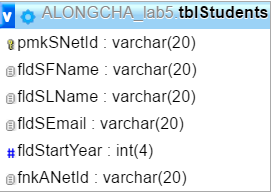 ALONGCHA_lab5 tblStudents
pmkSNetId : varchar(20)
fldSFName : varchar(20)
fldSLName : varchar(20)
fldSEmail : varchar(20)
# fldStartYear : int(4)
fnkANetId : varchar(20)